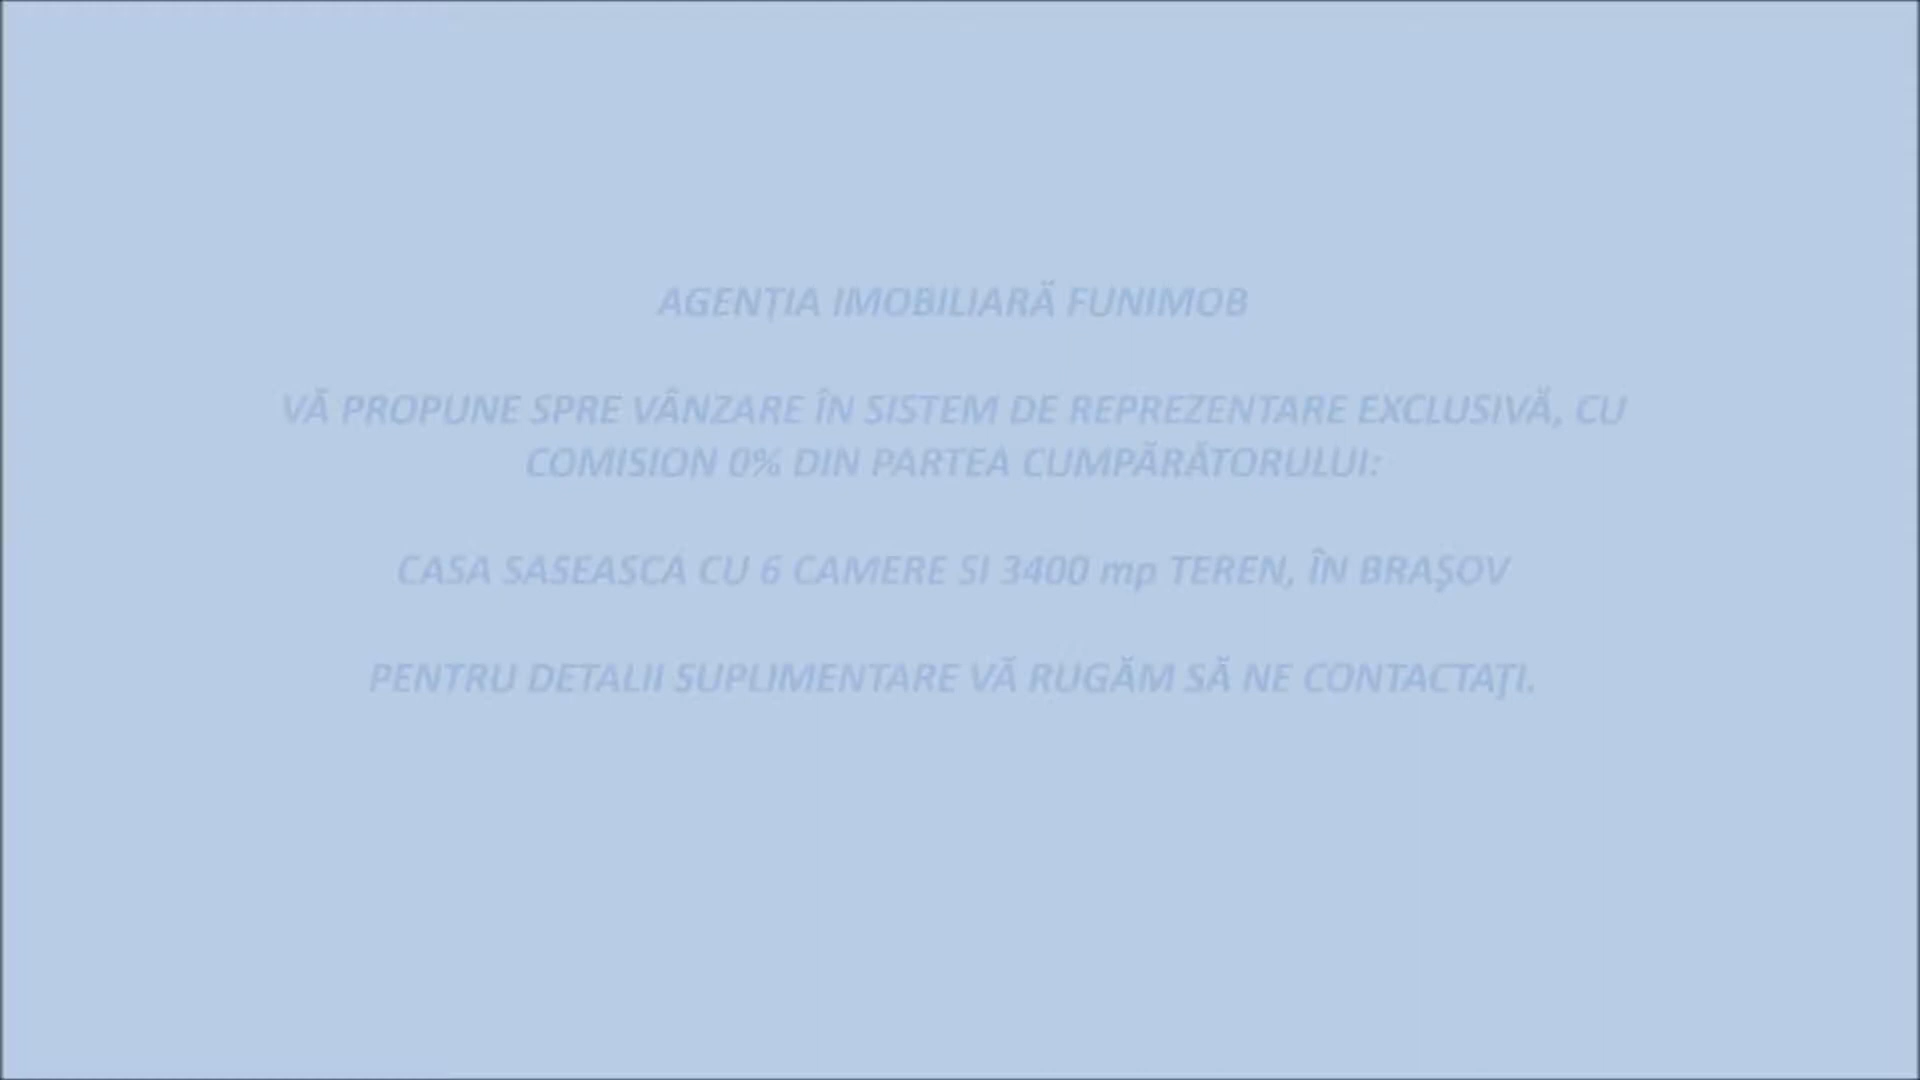 AGENȚIA IMOBILIARĂ FUNIMOB
VĂ PROPUNE SPRE VÂNZARE ÎN SISTEM DE REPREZENTARE EXCLUSIVĂ, CU
COMISION 0% DIN PARTEA CUMPĂRĂTORULUI:
CASA SASEASCA CU 6 CAMERE SI 3400 mp TEREN, ÎN BRAŞOV
PENTRU DETALII SUPLIMENTARE VĂ RUGĂM SĂ NE CONTACTAŢI.